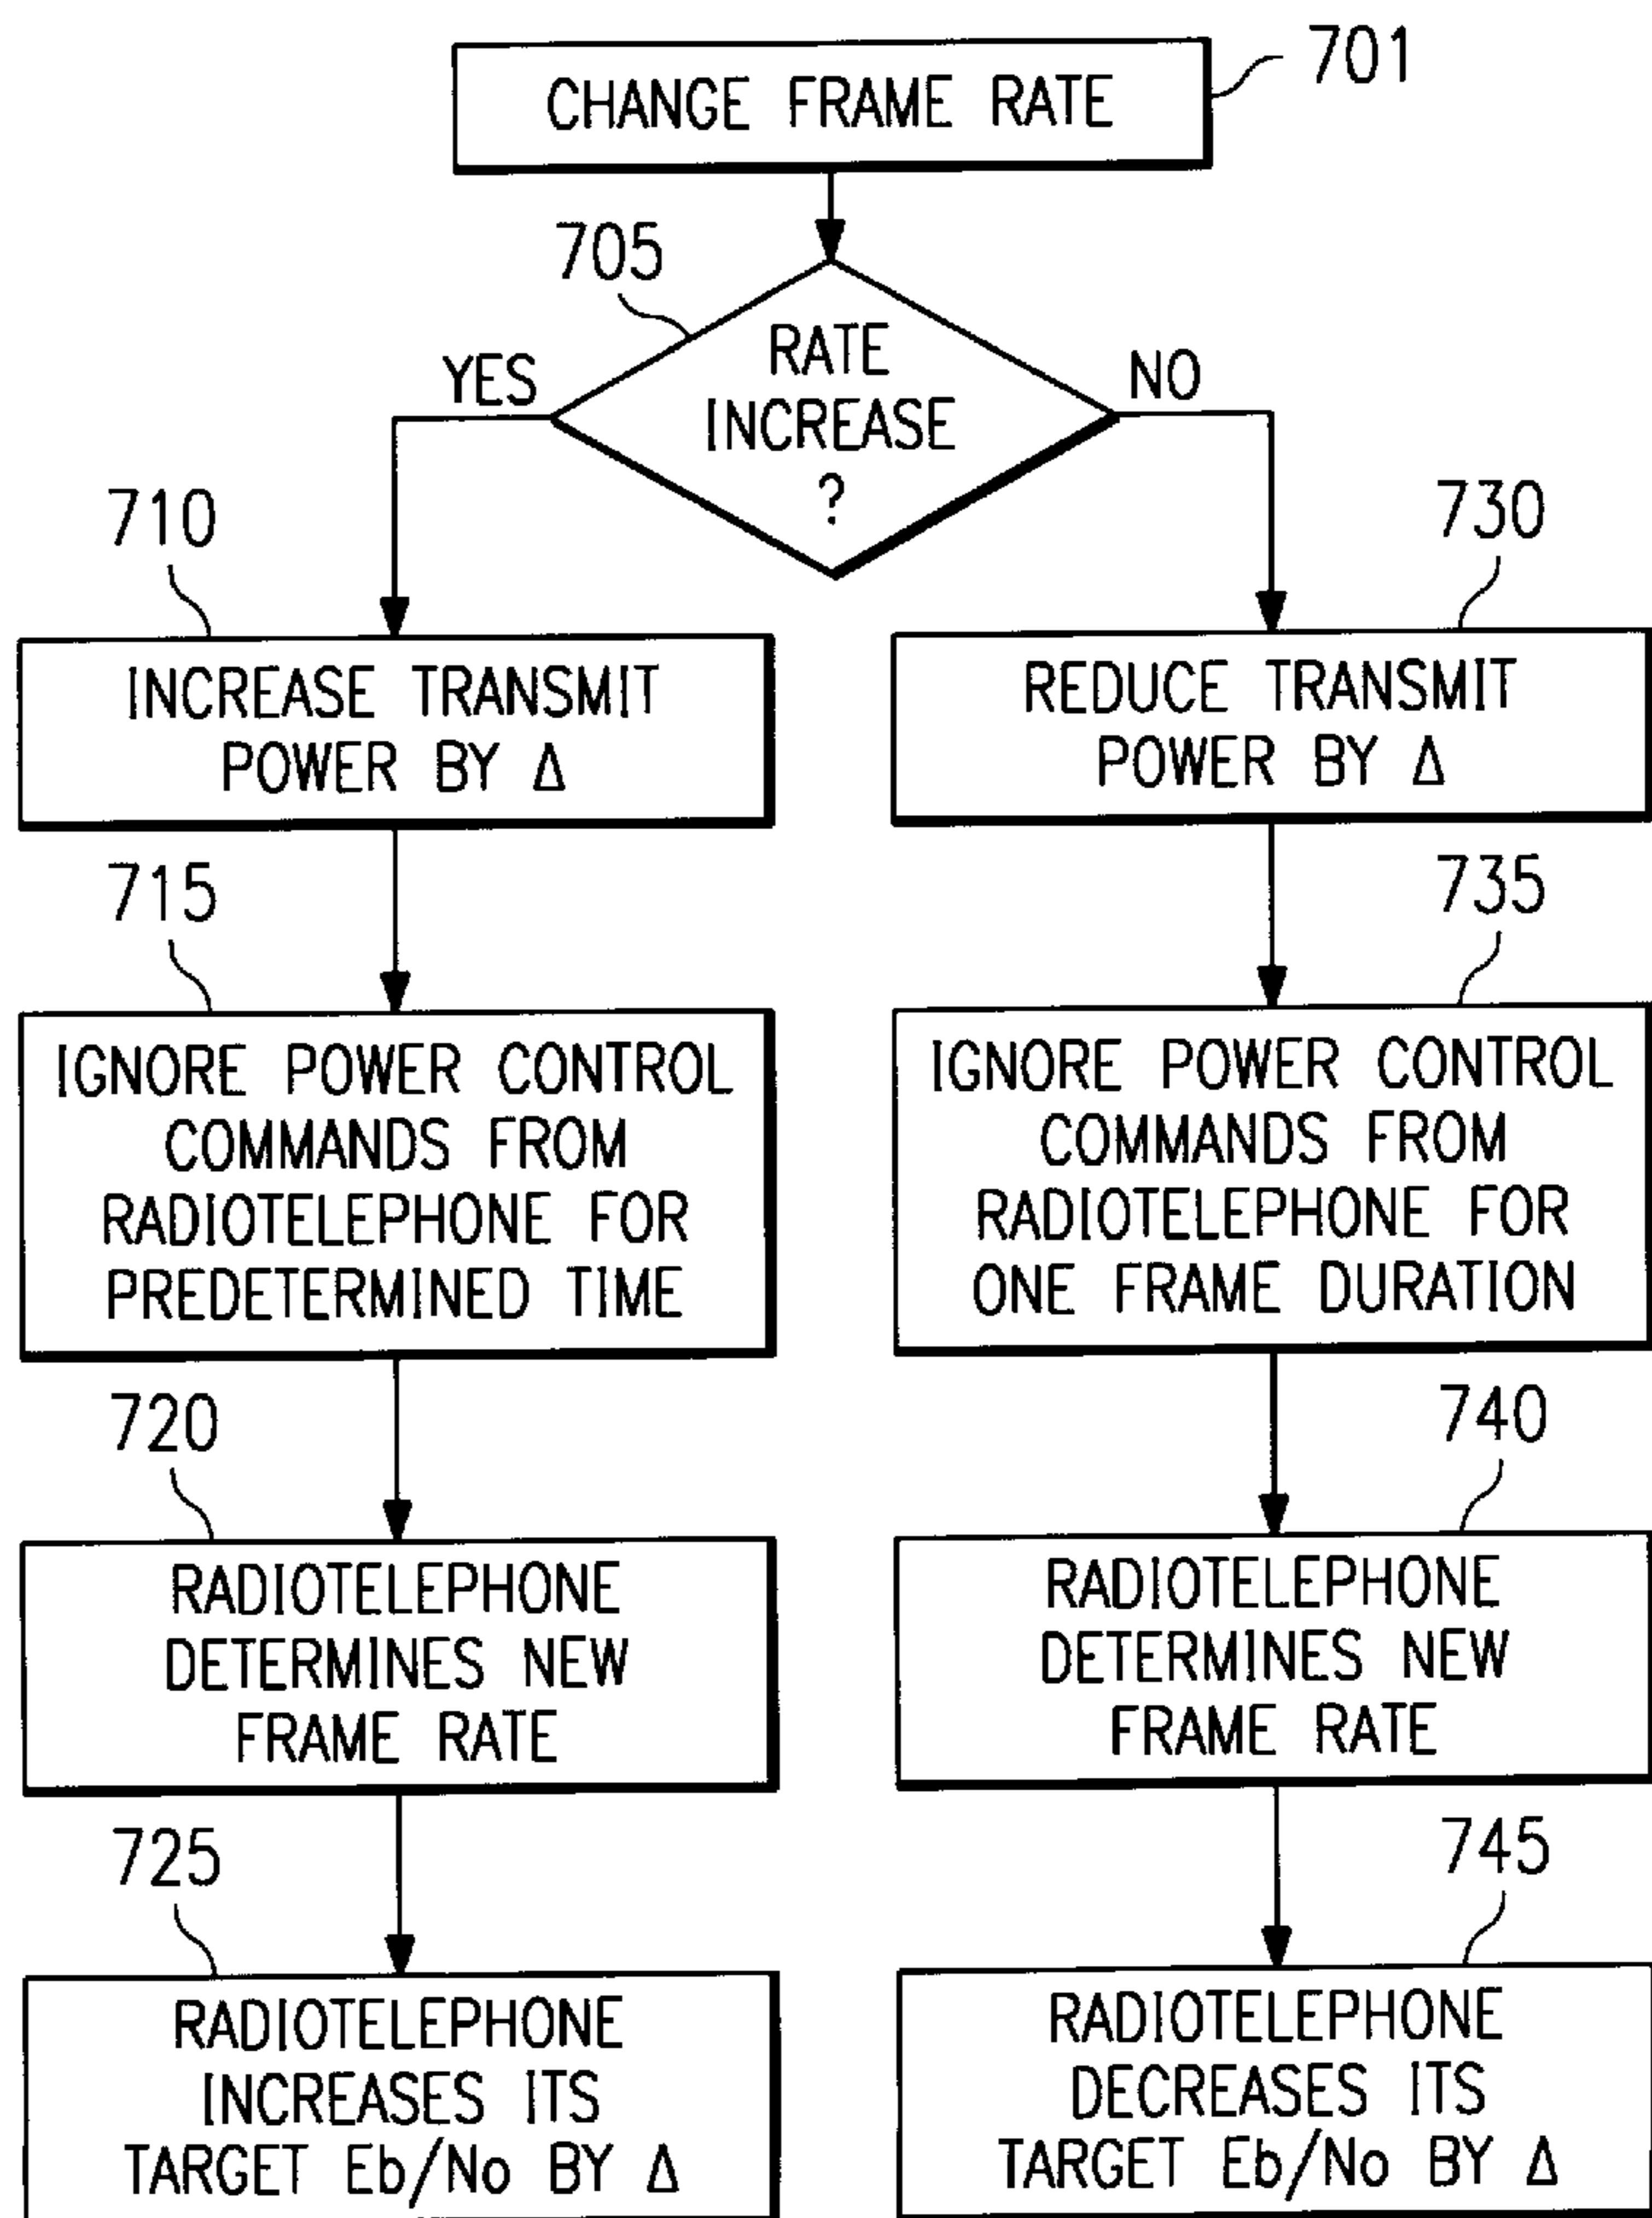 CHANGE FRAME RATE
701
705
RATE
INCREASE
?
YES
NO
710
INCREASE TRANSMIT
POWER BY Δ
730
REDUCE TRANSMIT
POWER BY Δ
715
IGNORE POWER CONTROL
COMMANDS FROM
RADIOTELEPHONE FOR
PREDETERMINED TIME
735
IGNORE POWER CONTROL
COMMANDS FROM
RADIOTELEPHONE FOR
ONE FRAME DURATION
720
RADIOTELEPHONE
DETERMINES NEW
FRAME RATE
740
RADIOTELEPHONE
DETERMINES NEW
FRAME RATE
725
RADIOTELEPHONE
INCREASES ITS
TARGET Eb/No BY Δ
745
RADIOTELEPHONE
DECREASES ITS
TARGET Eb/No BY Δ